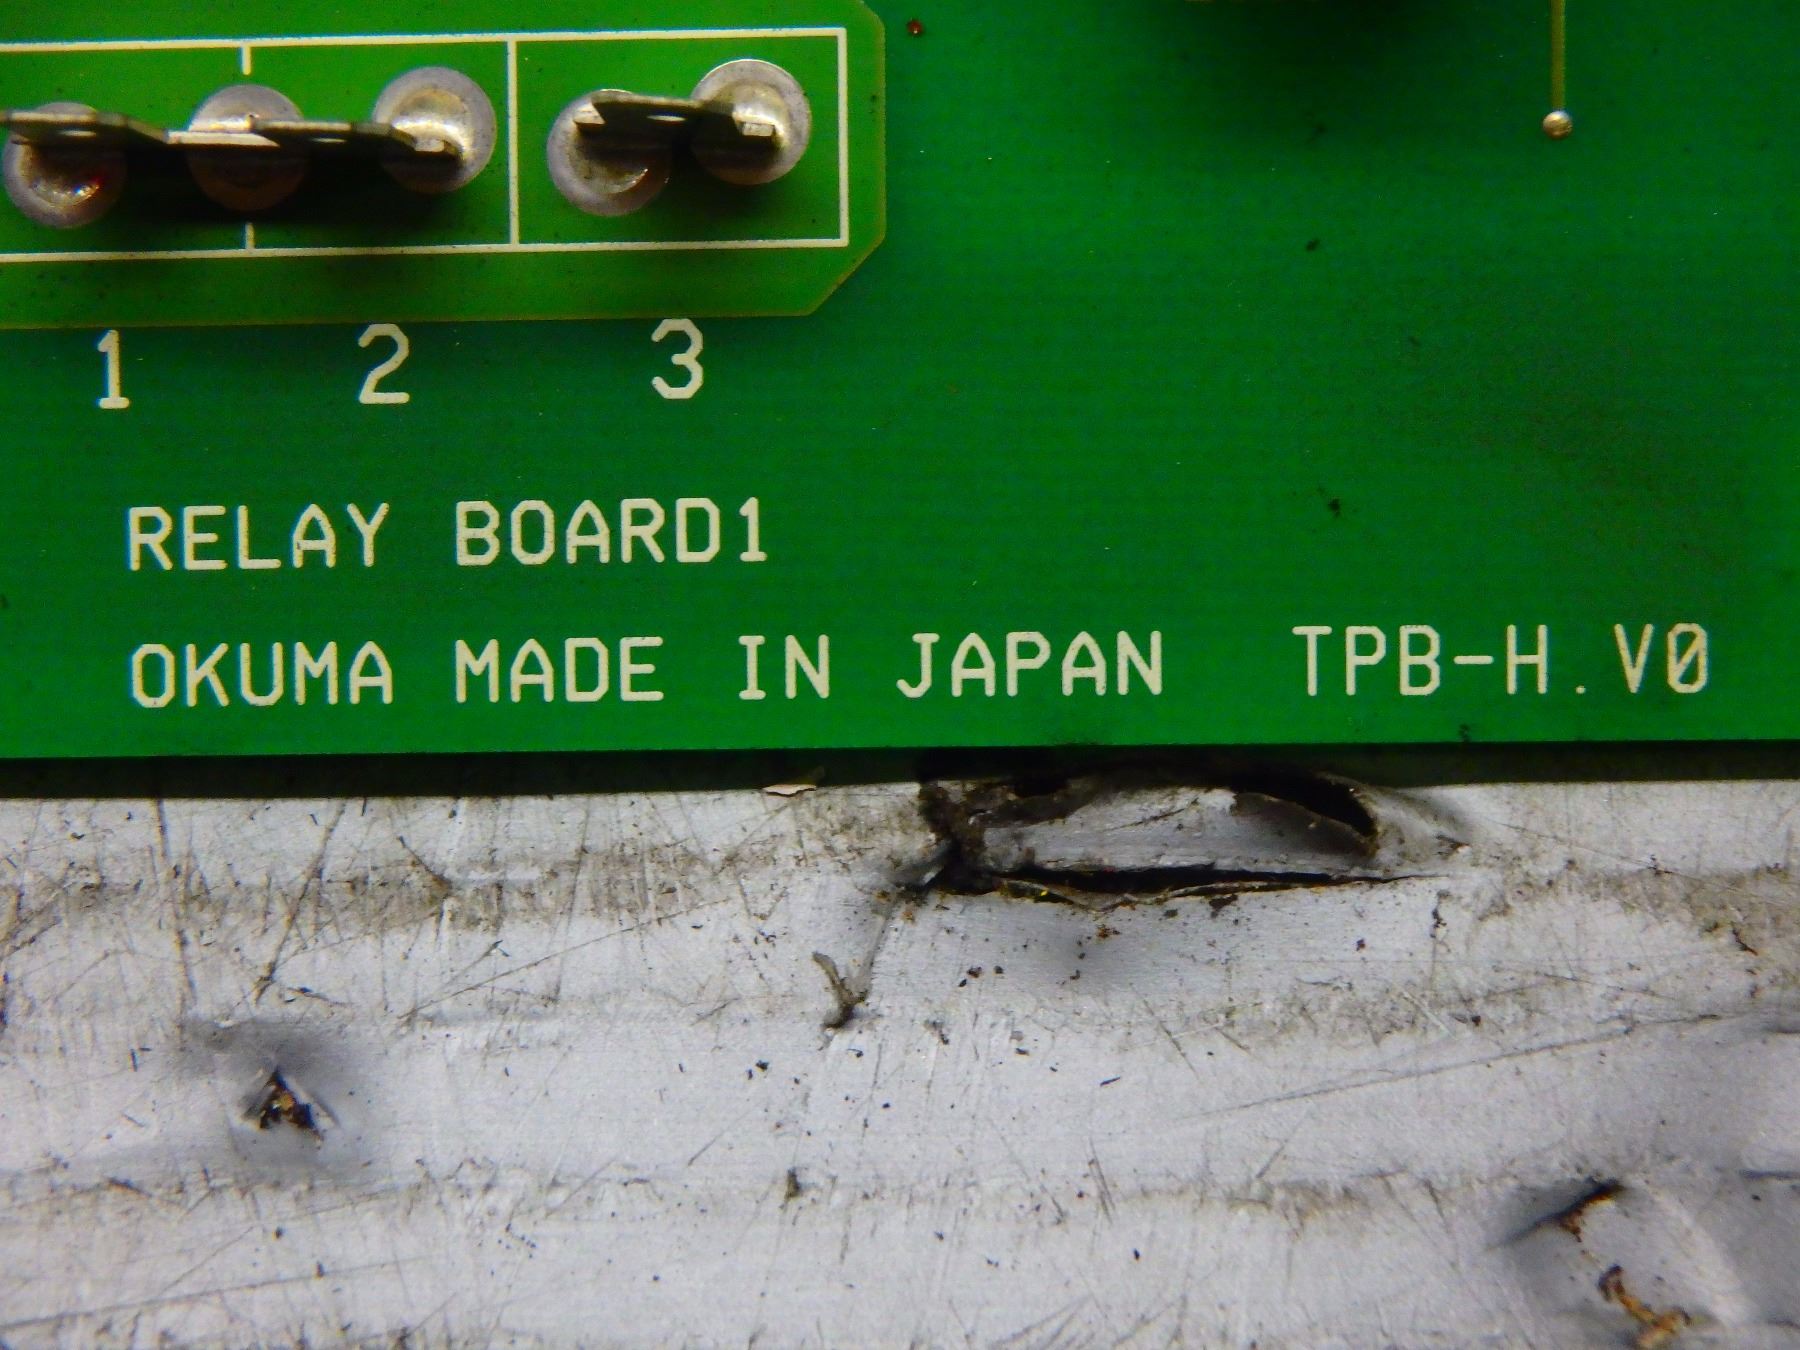 1 2 3
RELAY BOARD1
OKUMA MADE IN JAPAN TPB-H.V0